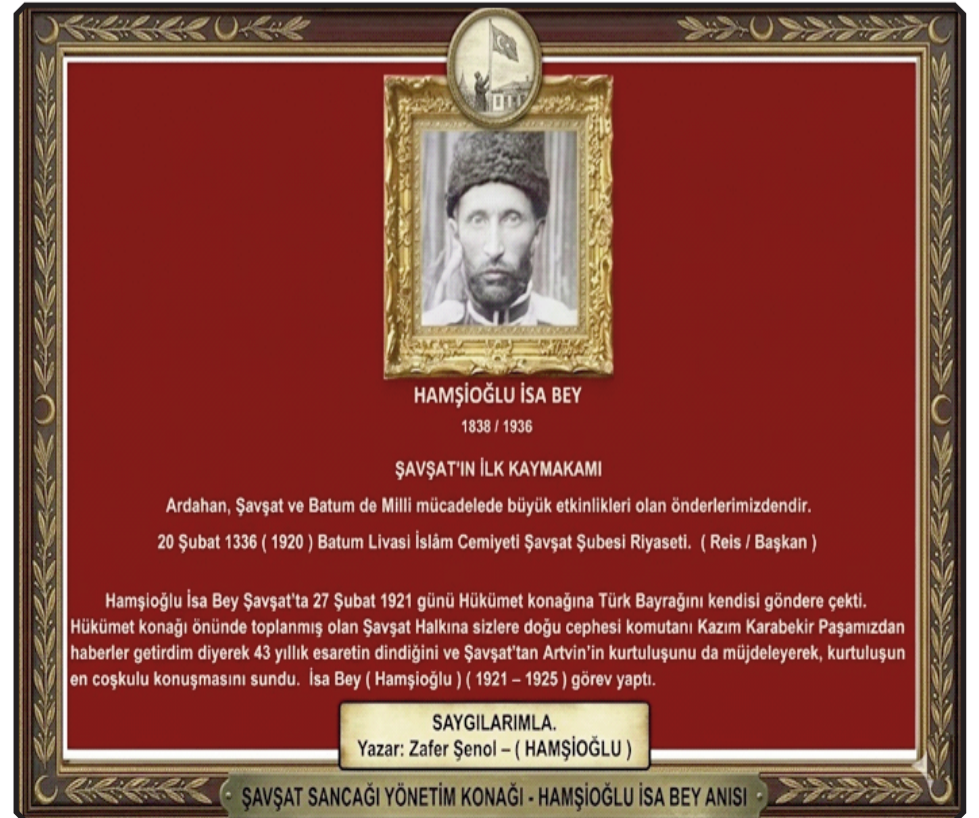 HAMŞİOĞLU İSA BEY
1838 / 1936
ŞAVŞAT'IN İLK KAYMAKAMI
Ardahan, Şavşat ve Batum de Milli mücadelede büyük etkinlikleri olan önderlerimizdendir.
20 Şubat 1336 ( 1920 ) Batum Livasi İslâm Cemiyeti Şavşat Şubesi Riyaseti. ( Reis / Başkan )
Hamşioğlu İsa Bey Şavşat'ta 27 Şubat 1921 günü Hükümet konağına Türk Bayrağını kendisi göndere çekti.
Hükümet konağı önünde toplanmış olan Şavşat Halkına sizlere doğu cephesi komutanı Kazım Karabekir Paşamızdan
haberler getirdim diyerek 43 yıllık esaretin dindiğini ve Şavşat'tan Artvin'in kurtuluşunu da müjdeleyerek, kurtuluşun
en coşkulu konuşmasını sundu. İsa Bey ( Hamşioğlu ) ( 1921 – 1925 ) görev yaptı.
SAYGILARIMLA.
Yazar: Zafer Şenol – ( HAMŞİOĞLU )
ŞAVŞAT SANCAĞI YÖNETİM KONAĞI - HAMŞİOĞLU İSA BEY ANISI